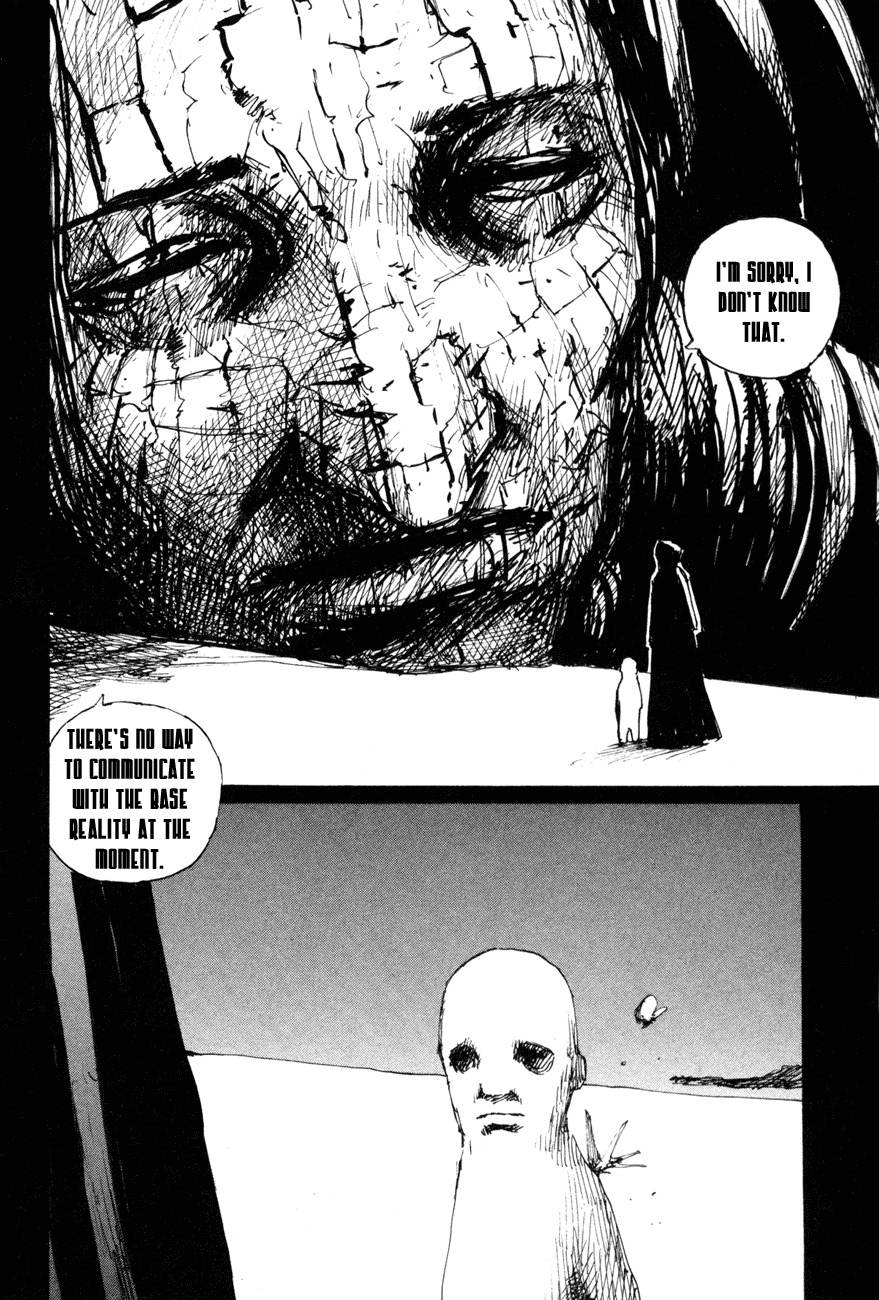 I'M SORRY, I
DON'T KNOW
THAT.
THERE'S NO WAY
TO COMMUNICATE
WITH THE BASE
REALITY AT THE
MOMENT.